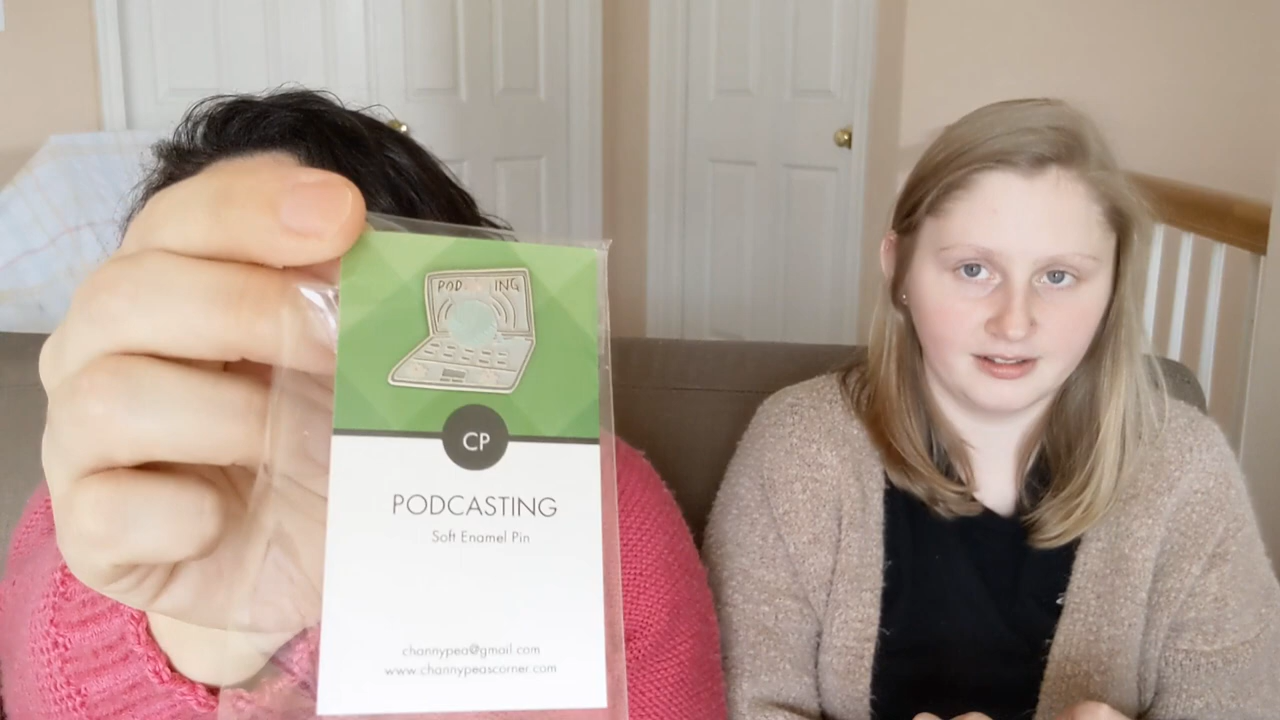 POD ING
CP
PODCASTING
Soft Enamel Pin
channypea@gmail.com
www.channypeascorner.com